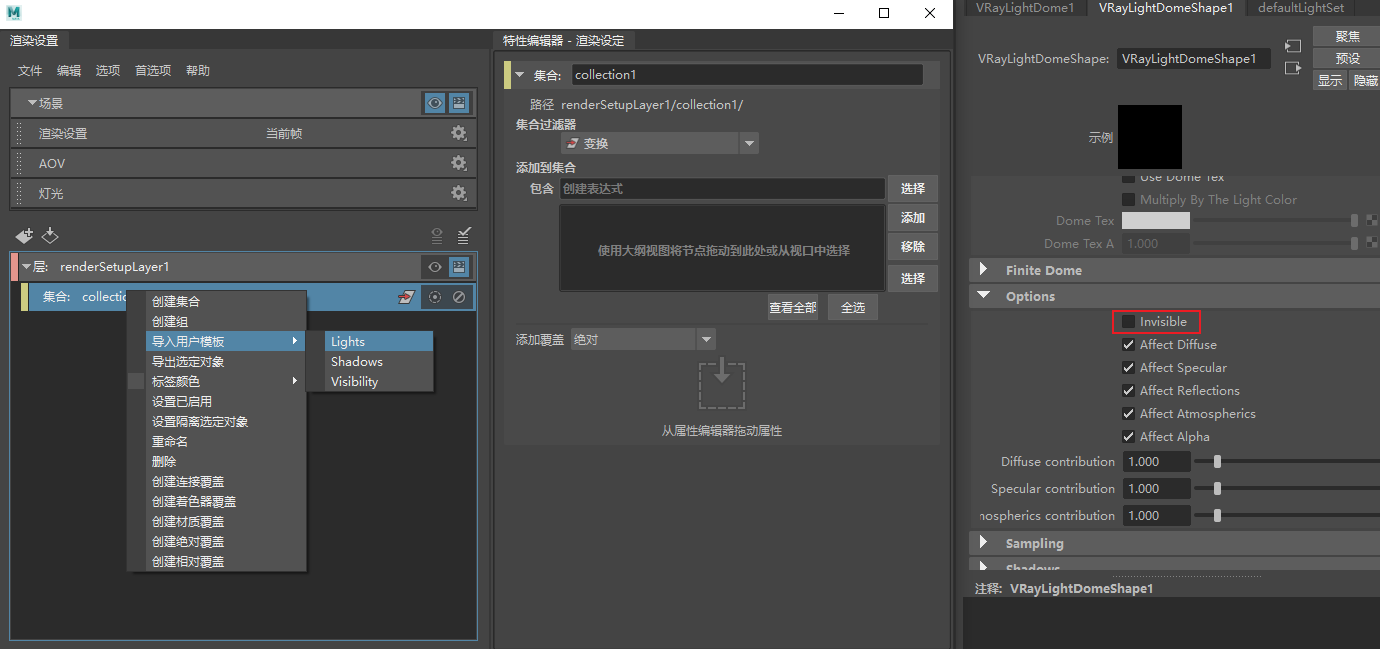 渲染设置
文件 编辑 选项 首选项 帮助
场景
渲染设置 当前帧
AOV
灯光
层: renderSetupLayer1
集合: collectio
创建集合
创建组
导入用户模板
导出选定对象
标签颜色
设置已启用
设置隔离选定对象
重命名
删除
创建连接覆盖
创建着色器覆盖
创建材质覆盖
创建绝对覆盖
创建相对覆盖
Lights
Shadows
Visibility
特性编辑器 - 渲染设定
集合: collection1
路径 renderSetupLayer1/collection1/
集合过滤器
变换
添加到集合
包含 创建表达式 选择
添加
使用大纲视图将节点拖动到此处或从视口中选择
移除
选择
查看全部 全选
添加覆盖 绝对
从属性编辑器拖动属性
VRayLightDome1 VRayLightDomeShape1 defaultLightSet
VRayLightDomeShape: VRayLightDomeShape1
聚焦
预设
显示 隐藏
示例
Use Dome Tex
Multiply By The Light Color
Dome Tex
Dome Tex A 1.000
Finite Dome
Options
Invisible
Affect Diffuse
Affect Specular
Affect Reflections
Affect Atmospherics
Affect Alpha
Diffuse contribution 1.000
Specular contribution 1.000
mospherics contribution 1.000
Sampling
Shadows
注释: VRayLightDomeShape1